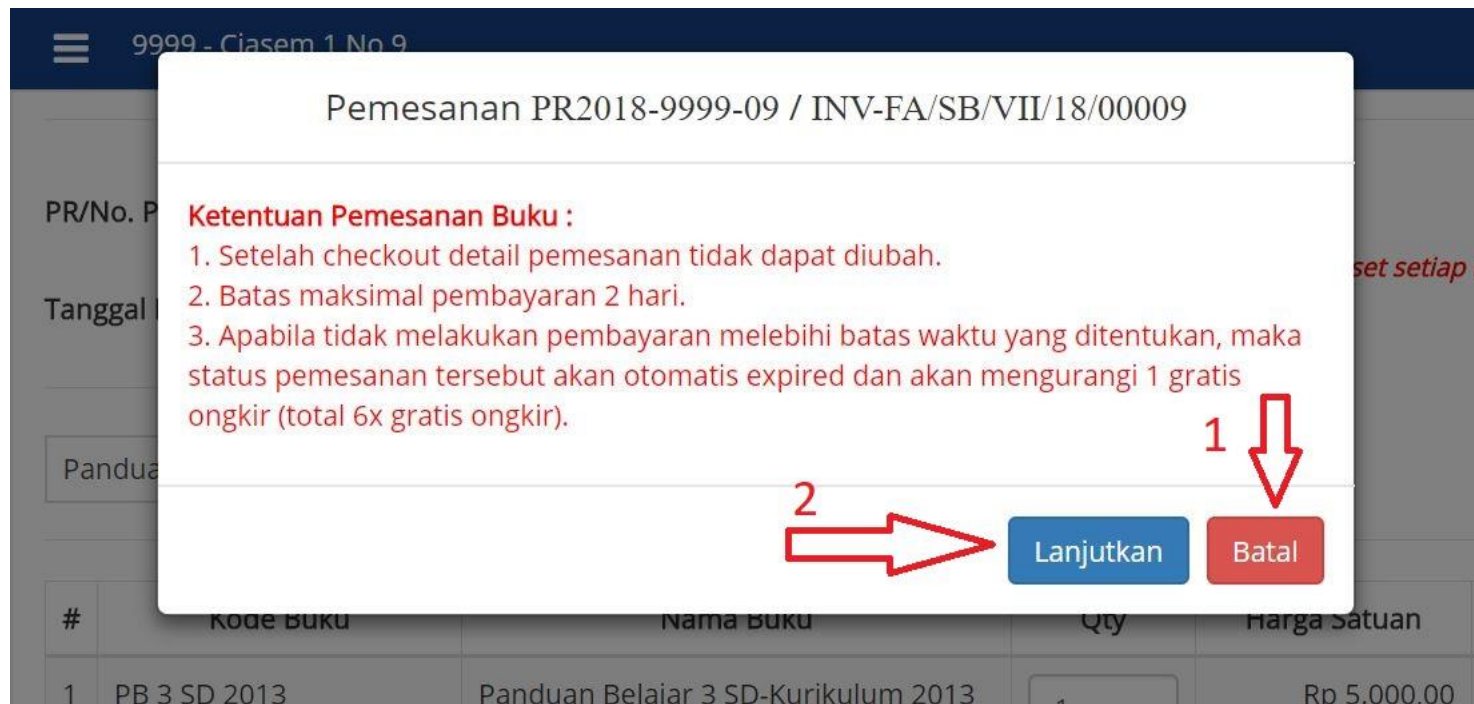 9999 - Ciasem 1 No 9
Pemesanan PR2018-9999-09 / INV-FA/SB/VII/18/00009
PR/No. P
Ketentuan Pemesanan Buku :
1. Setelah checkout detail pemesanan tidak dapat diubah.
set setiap
2. Batas maksimal pembayaran 2 hari.
Tanggal
3. Apabila tidak melakukan pembayaran melebihi batas waktu yang ditentukan, maka
status pemesanan tersebut akan otomatis expired dan akan mengurangi 1 gratis
ongkir (total 6x gratis ongkir).
1
Pandua
2
Lanjutkan
Batal
# Kode Buku Nama Buku Qty Harga Satuan
1 PB 3 SD 2013 Panduan Belajar 3 SD-Kurikulum 2013 1 Rp 5.000,00